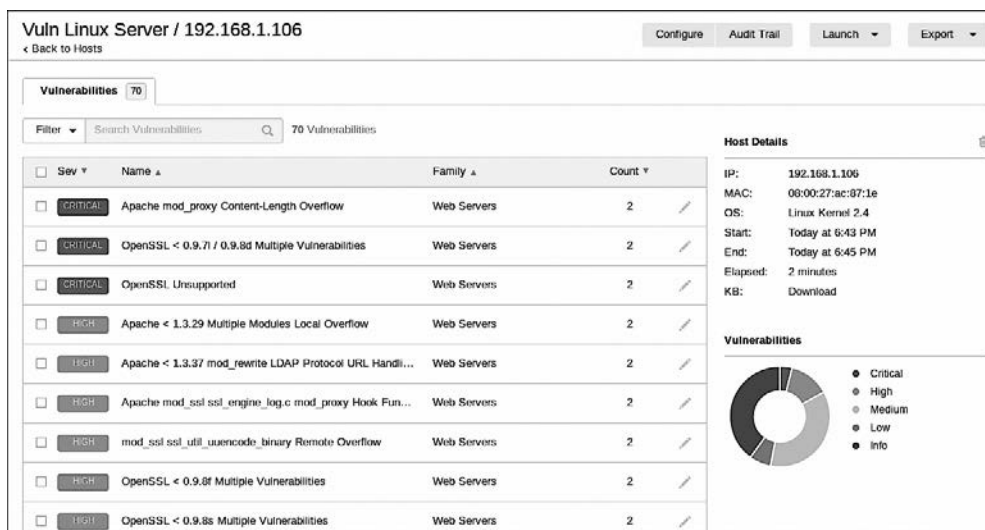 Vuln Linux Server / 192.168.1.106
‹ Back to Hosts
Configure Audit Trail Launch Export
Vulnerabilities 70
Filter Search Vulnerabilities 70 Vulnerabilities
Sev Name Family Count
CRITICAL Apache mod_proxy Content-Length Overflow Web Servers 2
CRITICAL OpenSSL < 0.9.7l / 0.9.8d Multiple Vulnerabilities Web Servers 2
CRITICAL OpenSSL Unsupported Web Servers 2
HIGH Apache < 1.3.29 Multiple Modules Local Overflow Web Servers 2
HIGH Apache < 1.3.37 mod_rewrite LDAP Protocol URL Handli... Web Servers 2
HIGH Apache mod_ssl ssl_engine_log.c mod_proxy Hook Fun... Web Servers 2
HIGH mod_ssl ssl_util_uuencode_binary Remote Overflow Web Servers 2
HIGH OpenSSL < 0.9.8f Multiple Vulnerabilities Web Servers 2
HIGH OpenSSL < 0.9.8s Multiple Vulnerabilities Web Servers 2
Host Details
IP: 192.168.1.106
MAC: 08:00:27:ac:87:1e
OS: Linux Kernel 2.4
Start: Today at 6:43 PM
End: Today at 6:45 PM
Elapsed: 2 minutes
KB: Download
Vulnerabilities
Critical
High
Medium
Low
Info